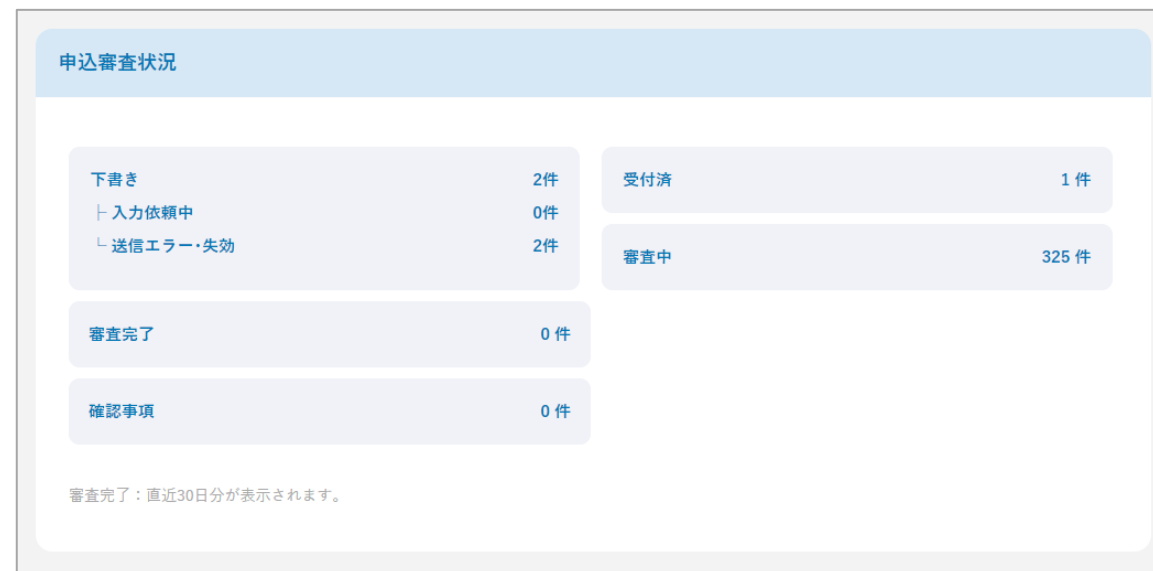 申込審査状況
下書き 2件
├ 入力依頼中 0件
└ 送信エラー・失効 2件
受付済 1 件
審査中 325 件
審査完了 0 件
確認事項 0 件
審査完了：直近30日分が表示されます。